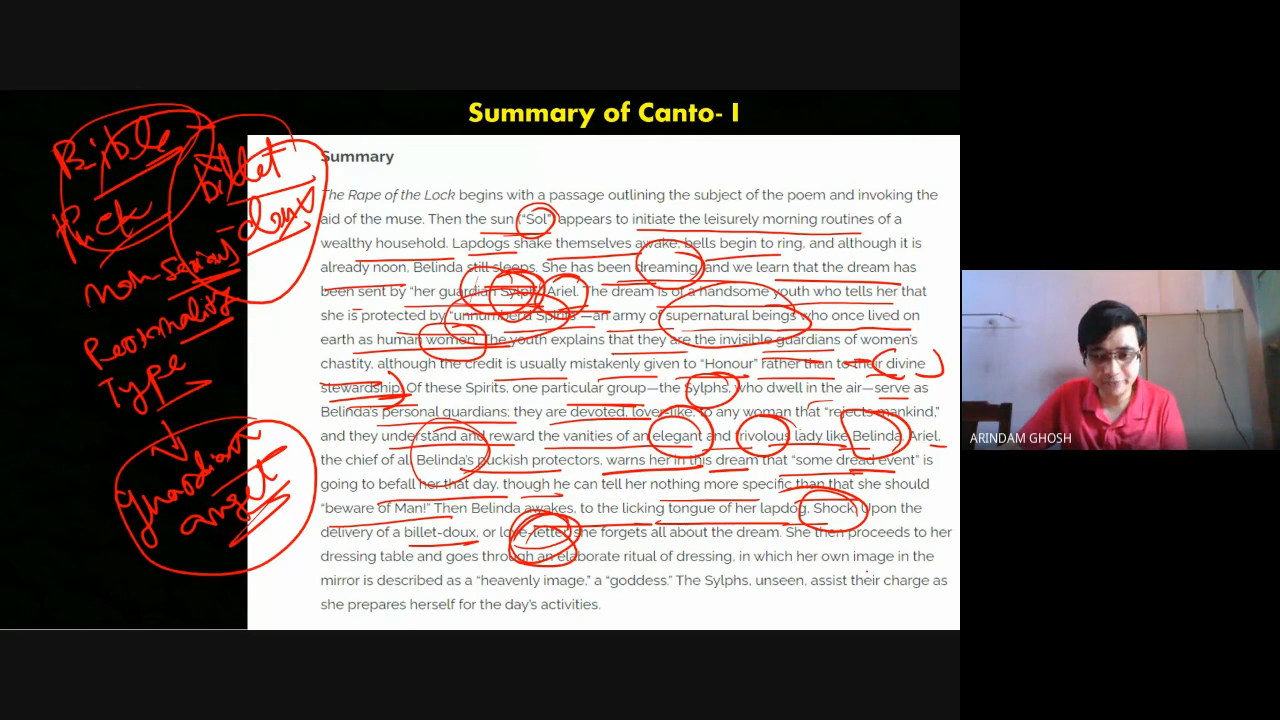 Summary of Canto- I
Bible
billet
-doux
Non-serious
Personality
Type
guardian
angel
Summary
The Rape of the Lock begins with a passage outlining the subject of the poem and invoking the
aid of the muse. Then the sun (“Sol”) appears to initiate the leisurely morning routines of a
wealthy household. Lapdogs shake themselves awake, bells begin to ring, and although it is
already noon, Belinda still sleeps. She has been dreaming, and we learn that the dream has
been sent by “her guardian Sylph,” Ariel. The dream is of a handsome youth who tells her that
she is protected by “unnumber’d Spirits”—an army of supernatural beings who once lived on
earth as human women. The youth explains that they are the invisible guardians of women’s
chastity, although the credit is usually mistakenly given to “Honour” rather than to their divine
stewardship. Of these Spirits, one particular group—the Sylphs, who dwell in the air—serve as
Belinda’s personal guardians; they are devoted, lover-like, to any woman that “rejects mankind,”
and they understand and reward the vanities of an elegant and frivolous lady like Belinda. Ariel,
the chief of all Belinda’s puckish protectors, warns her in this dream that “some dread event” is
going to befall her that day, though he can tell her nothing more specific than that she should
“beware of Man!” Then Belinda awakes, to the licking tongue of her lapdog, Shock. Upon the
delivery of a billet-doux, or love-letter, she forgets all about the dream. She then proceeds to her
dressing table and goes through an elaborate ritual of dressing, in which her own image in the
mirror is described as a “heavenly image,” a “goddess.” The Sylphs, unseen, assist their charge as
she prepares herself for the day’s activities.
ARINDAM GHOSH